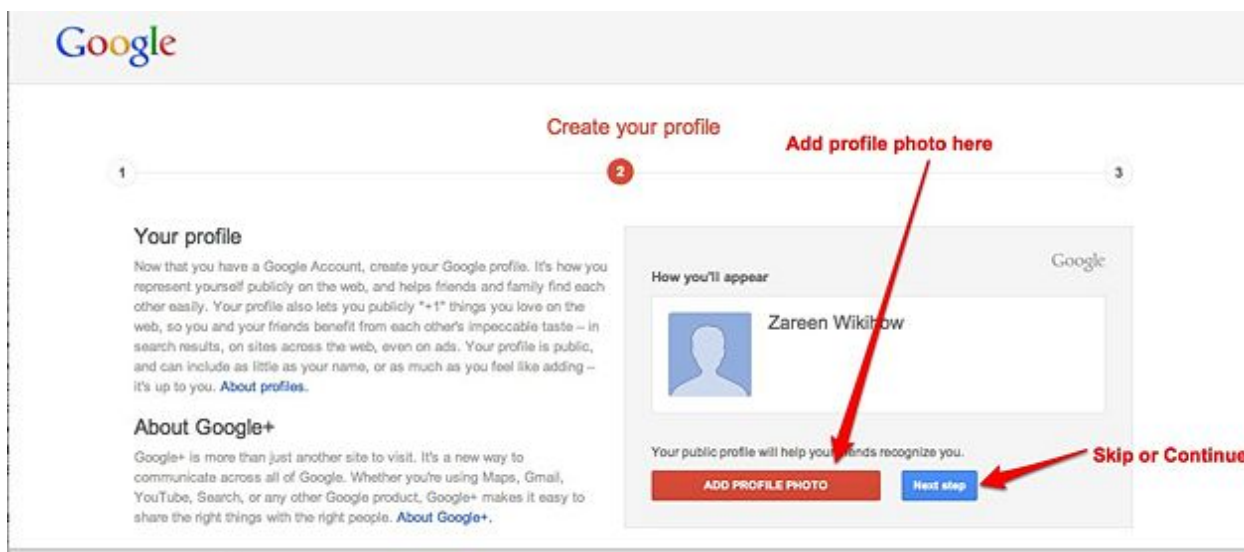 Google
Create your profile
Add profile photo here
1
2
3
Your profile
Now that you have a Google Account, create your Google profile. It's how you
represent yourself publicly on the web, and helps friends and family find each
other easily. Your profile also lets you publicly "+1" things you love on the
web, so you and your friends benefit from each other's impeccable taste – in
search results, on sites across the web, even on ads. Your profile is public,
and can include as little as your name, or as much as you feel like adding –
it's up to you. About profiles.
About Google+
Google+ is more than just another site to visit. It's a new way to
communicate across all of Google. Whether you're using Maps, Gmail,
YouTube, Search, or any other Google product, Google+ makes it easy to
share the right things with the right people. About Google+.
Google
How you'll appear
Zareen Wikihow
Your public profile will help your friends recognize you.
ADD PROFILE PHOTO
Next step
Skip or Continue